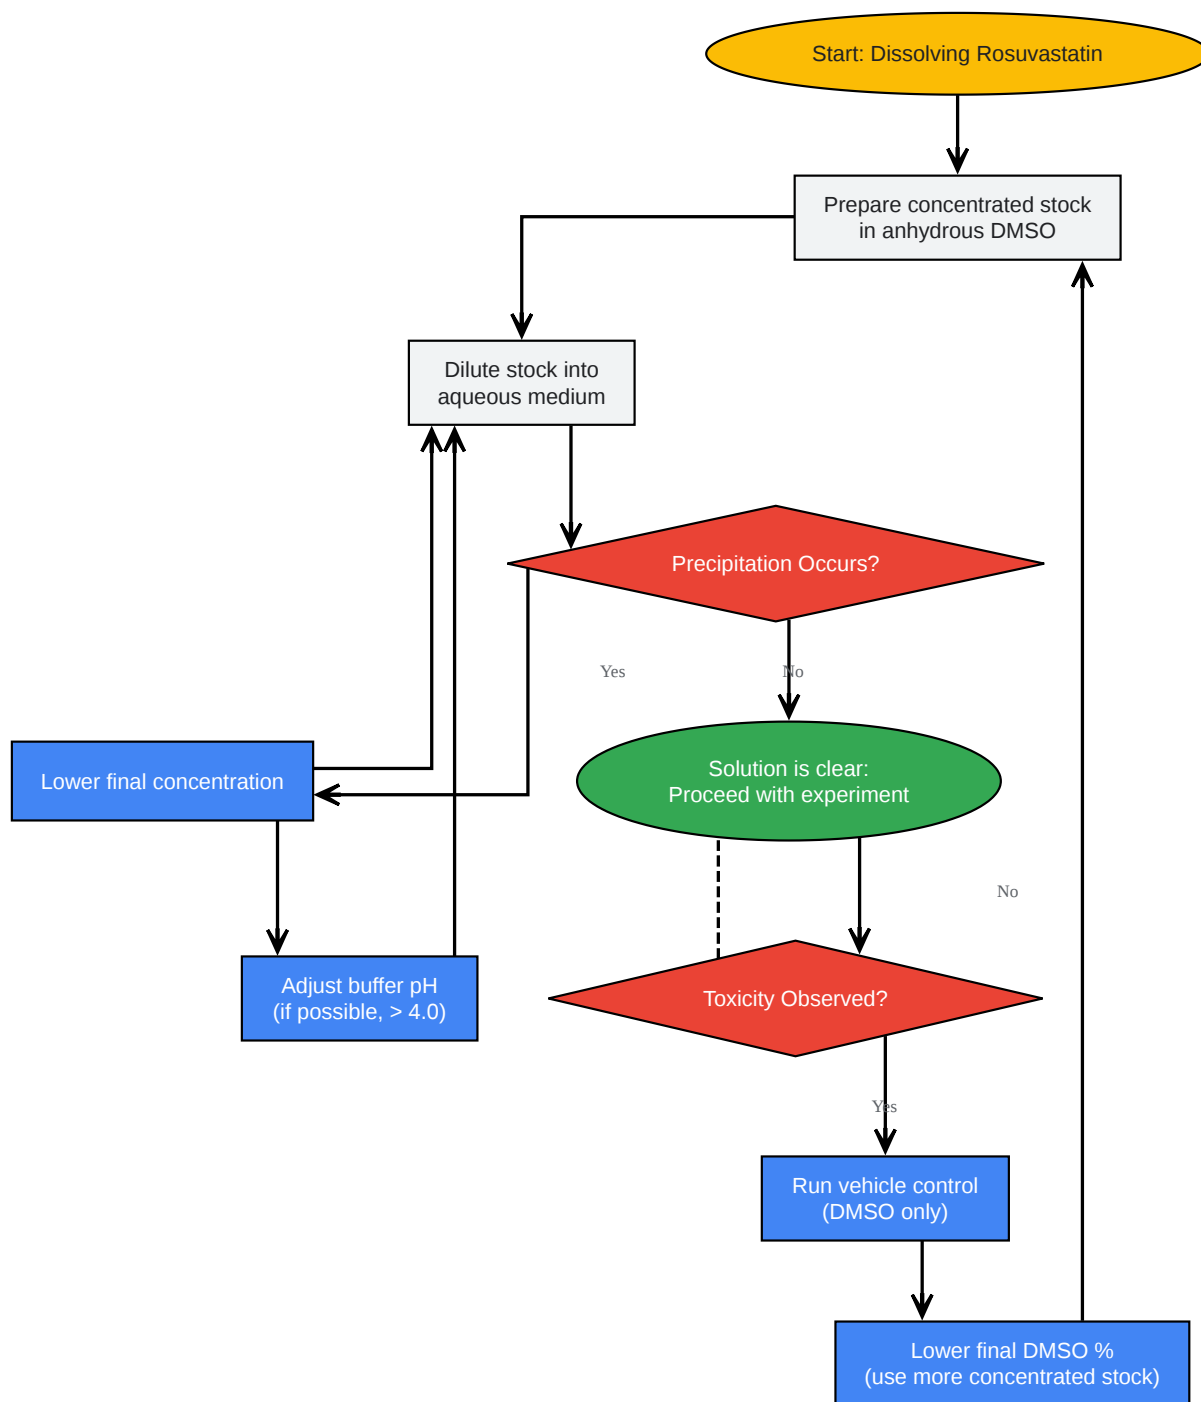 Start: Dissolving Rosuvastatin
Prepare concentrated stock
in anhydrous DMSO
Dilute stock into
aqueous medium
Precipitation Occurs?
Yes
No
Lower final concentration
Solution is clear:
Proceed with experiment
No
Adjust buffer pH
(if possible, > 4.0)
Toxicity Observed?
Yes
Run vehicle control
(DMSO only)
Lower final DMSO %
(use more concentrated stock)